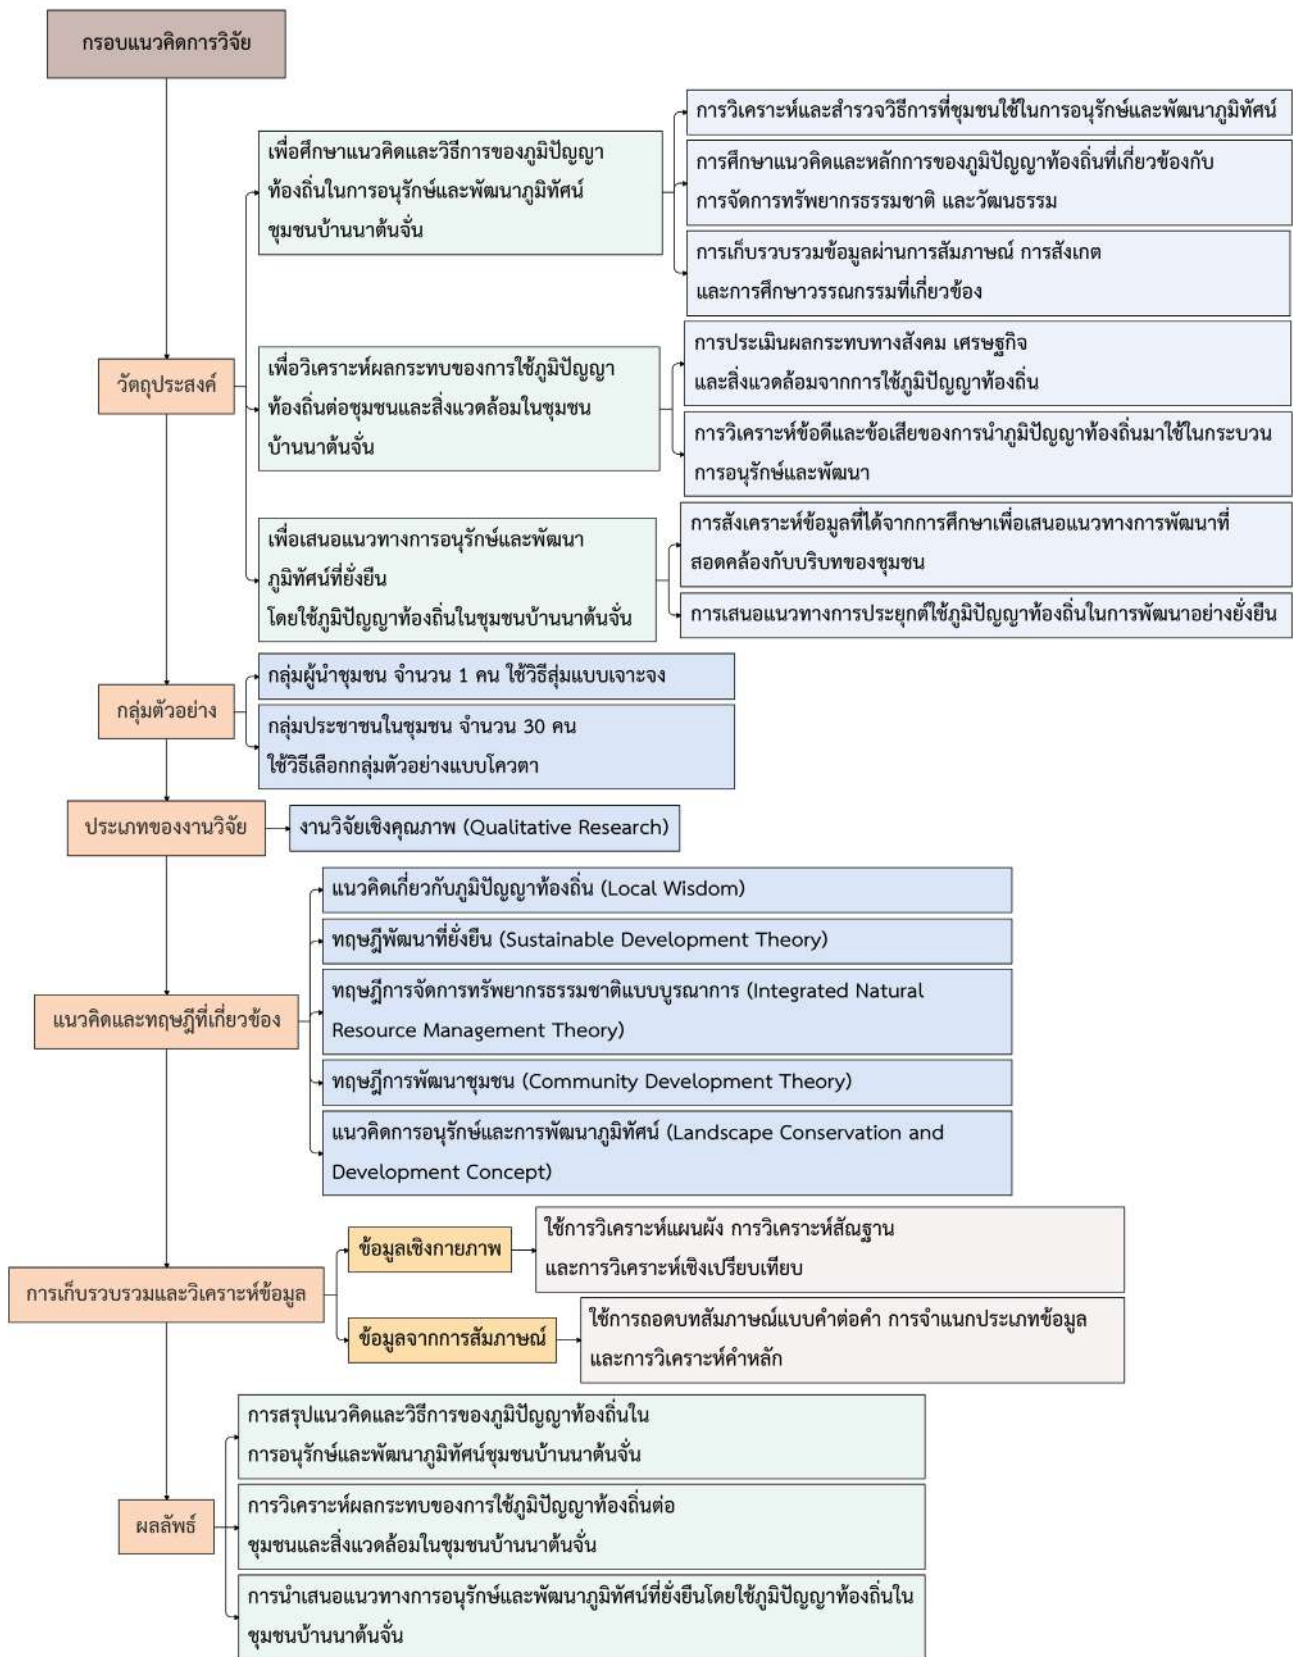 กรอบแนวคิดการวิจัย
วัตถุประสงค์
เพื่อศึกษาแนวคิดและวิธีการของภูมิปัญญา
ท้องถิ่นในการอนุรักษ์และพัฒนาภูมิทัศน์
ชุมชนบ้านนาต้นจั่น
การวิเคราะห์และสำรวจวิธีการที่ชุมชนใช้ในการอนุรักษ์และพัฒนาภูมิทัศน์
การศึกษาแนวคิดและหลักการของภูมิปัญญาท้องถิ่นที่เกี่ยวข้องกับ
การจัดการทรัพยากรธรรมชาติ และวัฒนธรรม
การเก็บรวบรวมข้อมูลผ่านการสัมภาษณ์ การสังเกต
และการศึกษาวรรณกรรมที่เกี่ยวข้อง
เพื่อวิเคราะห์ผลกระทบของการใช้ภูมิปัญญา
ท้องถิ่นต่อชุมชนและสิ่งแวดล้อมในชุมชน
บ้านนาต้นจั่น
การประเมินผลกระทบทางสังคม เศรษฐกิจ
และสิ่งแวดล้อมจากการใช้ภูมิปัญญาท้องถิ่น
การวิเคราะห์ข้อดีและข้อเสียของการนำภูมิปัญญาท้องถิ่นมาใช้ในกระบวน
การอนุรักษ์และพัฒนา
เพื่อเสนอแนวทางการอนุรักษ์และพัฒนา
ภูมิทัศน์ที่ยั่งยืน
โดยใช้ภูมิปัญญาท้องถิ่นในชุมชนบ้านนาต้นจั่น
การสังเคราะห์ข้อมูลที่ได้จากการศึกษาเพื่อเสนอแนวทางการพัฒนาที่
สอดคล้องกับบริบทของชุมชน
การเสนอแนวทางการประยุกต์ใช้ภูมิปัญญาท้องถิ่นในการพัฒนาอย่างยั่งยืน
กลุ่มตัวอย่าง
กลุ่มผู้นำชุมชน จำนวน 1 คน ใช้วิธีสุ่มแบบเจาะจง
กลุ่มประชาชนในชุมชน จำนวน 30 คน
ใช้วิธีเลือกกลุ่มตัวอย่างแบบโควตา
ประเภทของงานวิจัย
งานวิจัยเชิงคุณภาพ (Qualitative Research)
แนวคิดและทฤษฎีที่เกี่ยวข้อง
แนวคิดเกี่ยวกับภูมิปัญญาท้องถิ่น (Local Wisdom)
ทฤษฎีพัฒนาที่ยั่งยืน (Sustainable Development Theory)
ทฤษฎีการจัดการทรัพยากรธรรมชาติแบบบูรณาการ (Integrated Natural
Resource Management Theory)
ทฤษฎีการพัฒนาชุมชน (Community Development Theory)
แนวคิดการอนุรักษ์และการพัฒนาภูมิทัศน์ (Landscape Conservation and
Development Concept)
การเก็บรวบรวมและวิเคราะห์ข้อมูล
ข้อมูลเชิงกายภาพ
ใช้การวิเคราะห์แผนผัง การวิเคราะห์สัณฐาน
และการวิเคราะห์เชิงเปรียบเทียบ
ข้อมูลจากการสัมภาษณ์
ใช้การถอดบทสัมภาษณ์แบบคำต่อคำ การจำแนกประเภทข้อมูล
และการวิเคราะห์คำหลัก
ผลลัพธ์
การสรุปแนวคิดและวิธีการของภูมิปัญญาท้องถิ่นใน
การอนุรักษ์และพัฒนาภูมิทัศน์ชุมชนบ้านนาต้นจั่น
การวิเคราะห์ผลกระทบของการใช้ภูมิปัญญาท้องถิ่นต่อ
ชุมชนและสิ่งแวดล้อมในชุมชนบ้านนาต้นจั่น
การนำเสนอแนวทางการอนุรักษ์และพัฒนาภูมิทัศน์ที่ยั่งยืนโดยใช้ภูมิปัญญาท้องถิ่นใน
ชุมชนบ้านนาต้นจั่น